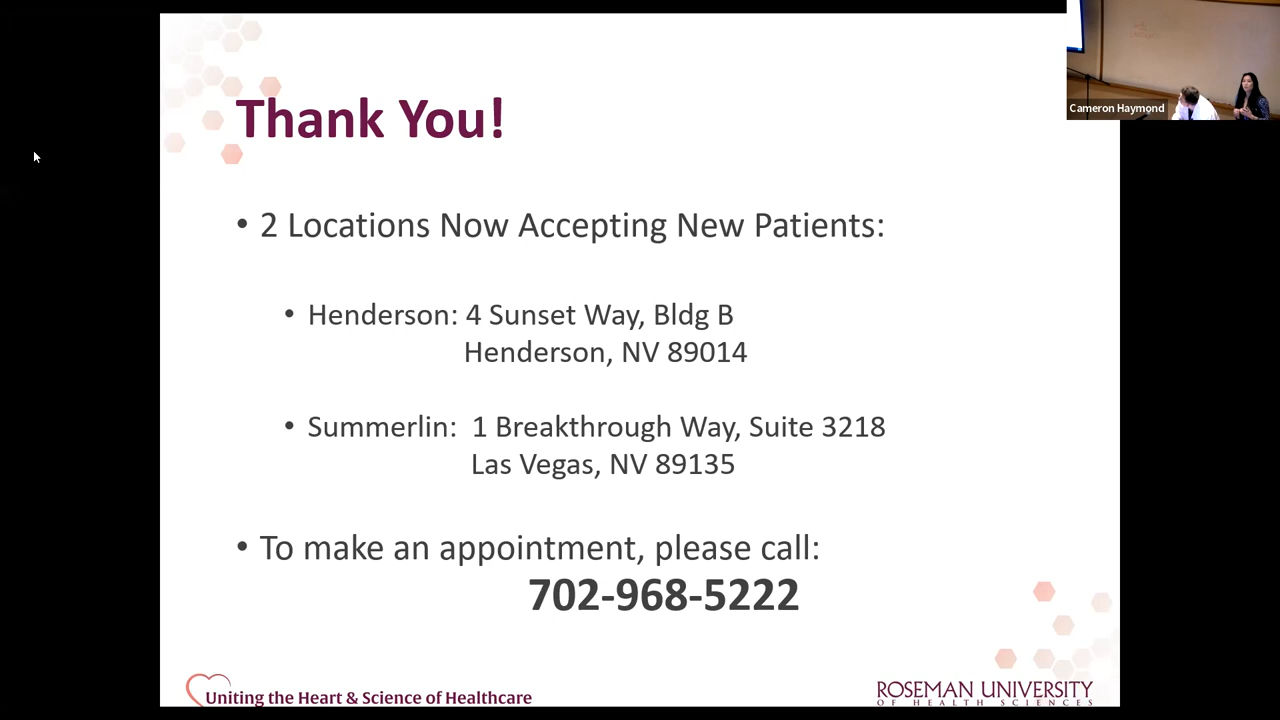 Cameron Haymond
Thank You!
• 2 Locations Now Accepting New Patients:
• Henderson: 4 Sunset Way, Bldg B
Henderson, NV 89014
• Summerlin: 1 Breakthrough Way, Suite 3218
Las Vegas, NV 89135
• To make an appointment, please call:
702-968-5222
Uniting the Heart & Science of Healthcare
ROSEMAN UNIVERSITY
OF HEALTH SCIENCES